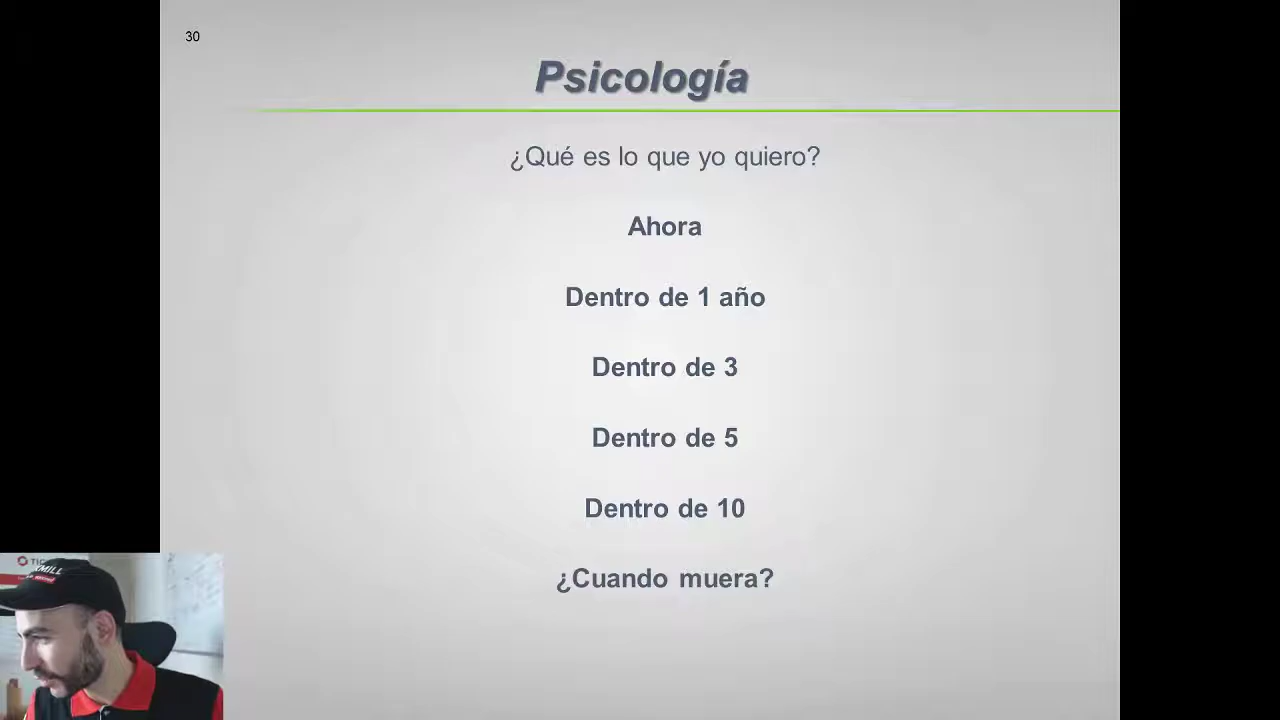 30
Psicología
¿Qué es lo que yo quiero?
Ahora
Dentro de 1 año
Dentro de 3
Dentro de 5
Dentro de 10
¿Cuando muera?
TIC